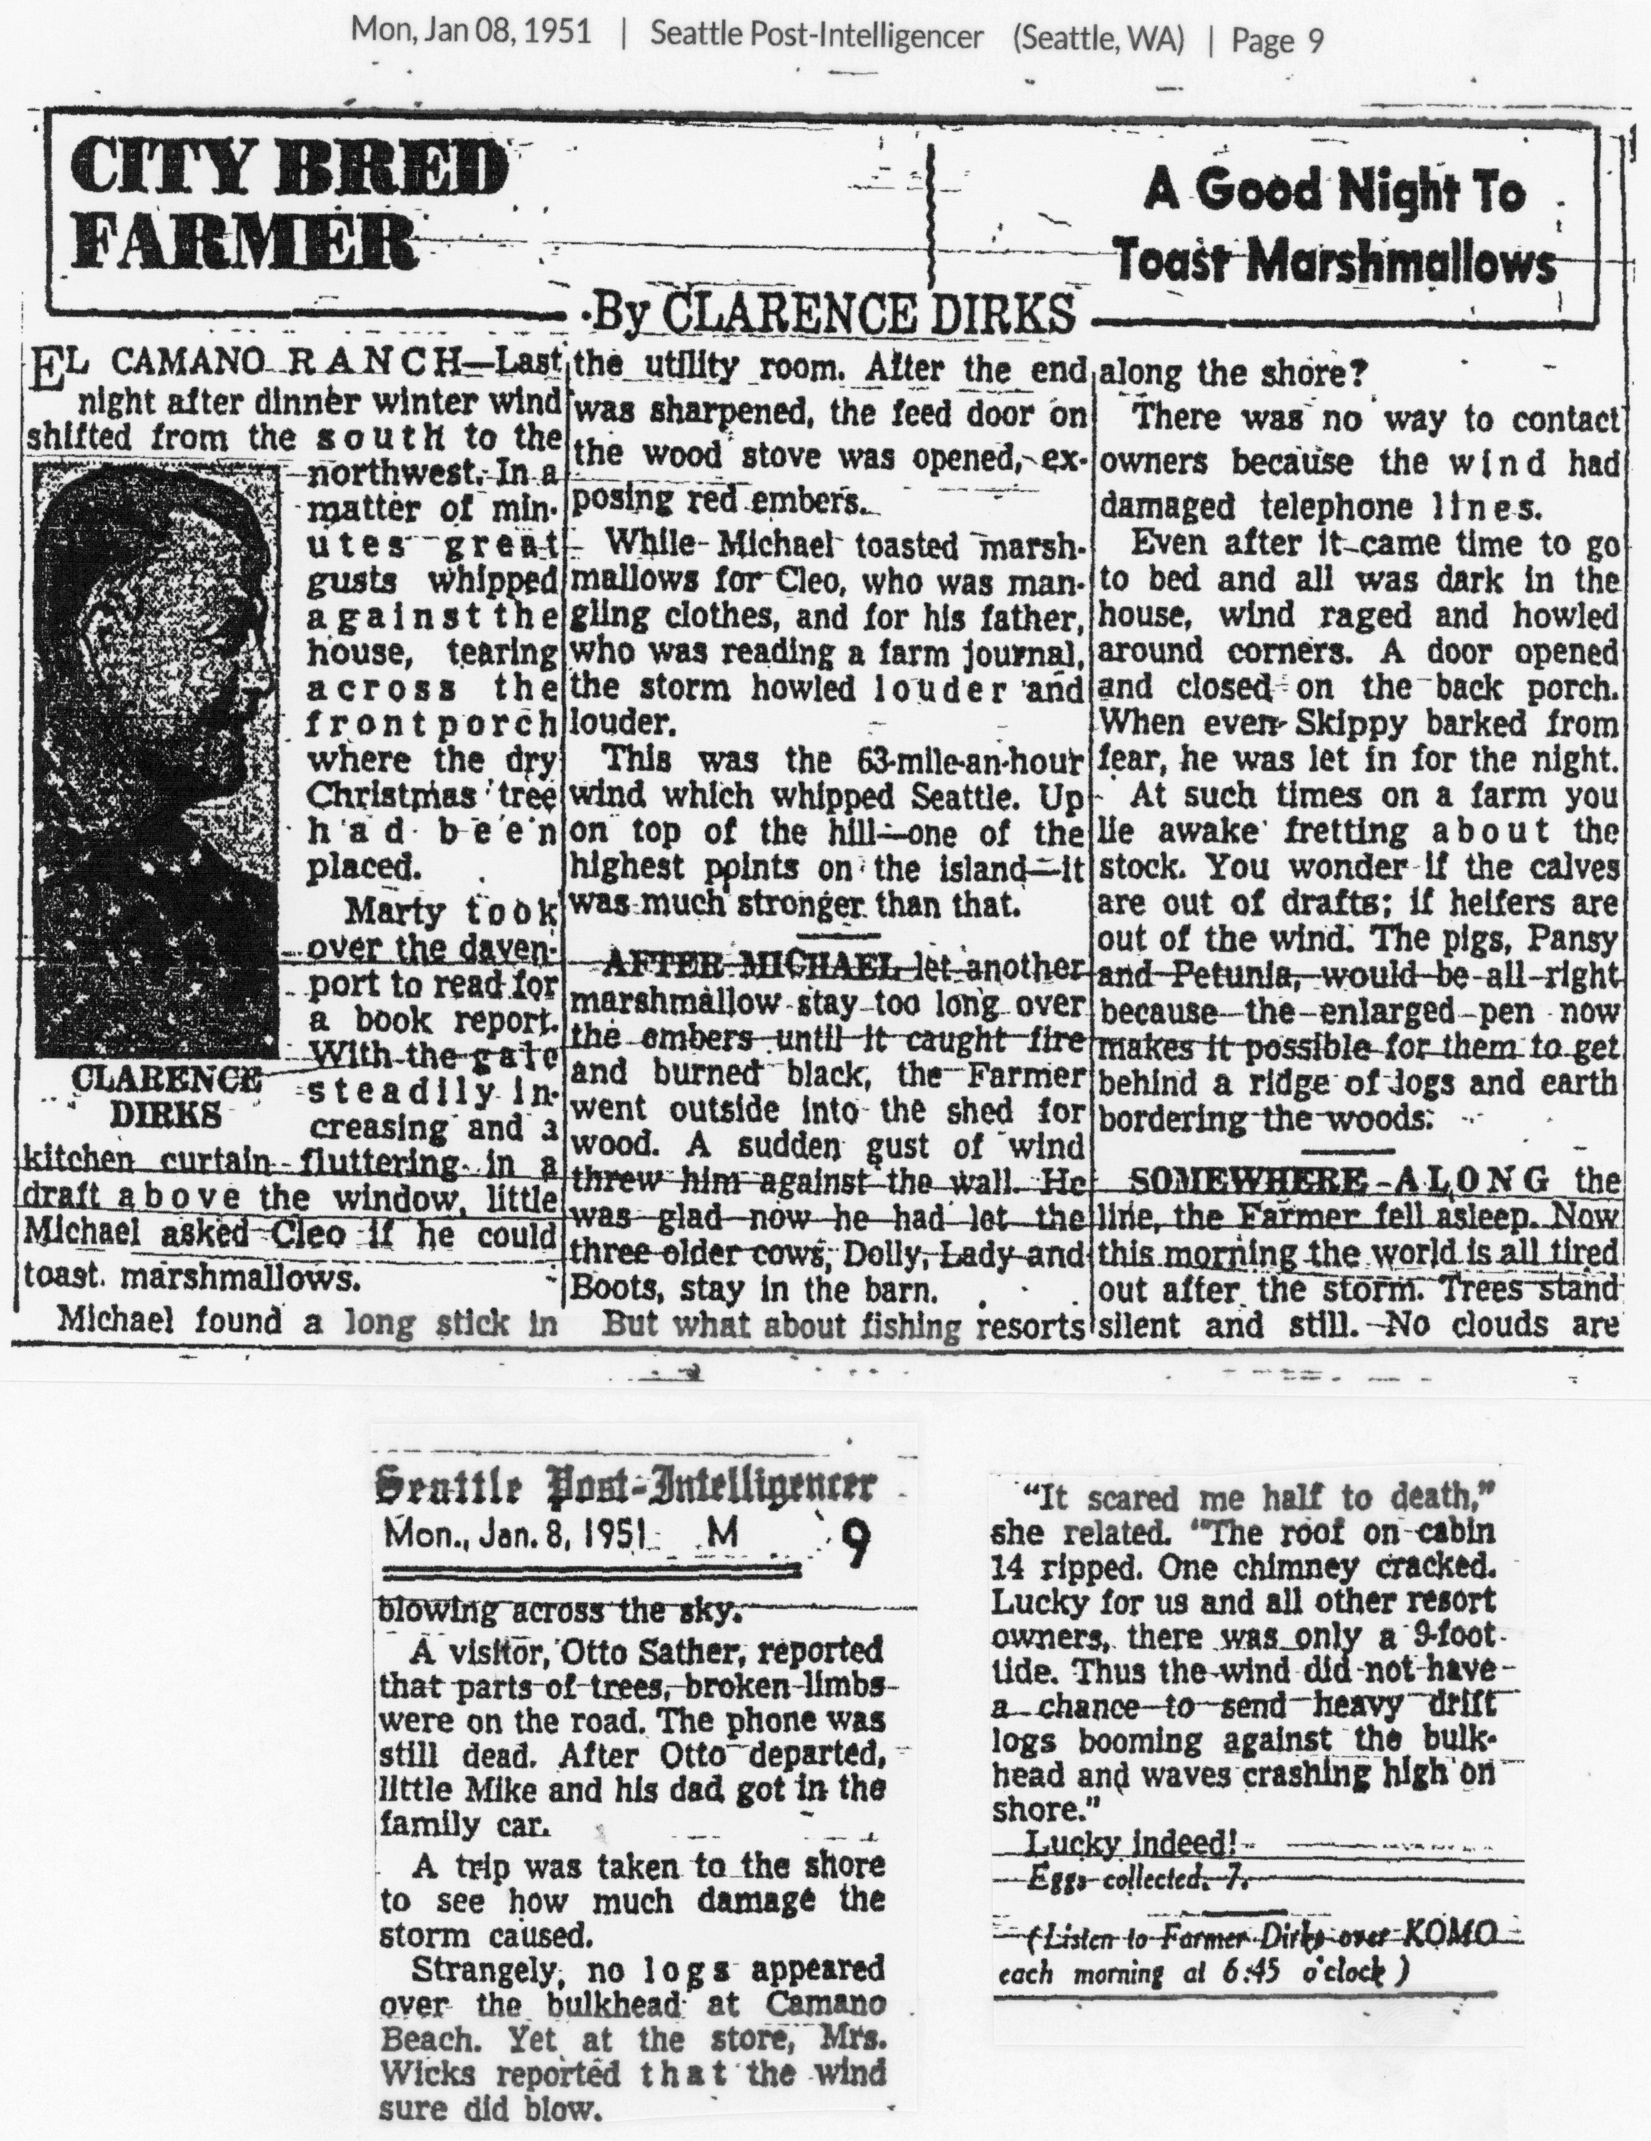 Mon, Jan 08, 1951 | Seattle Post-Intelligencer (Seattle, WA) | Page 9
CITY BRED
FARMER
A Good Night To
Toast Marshmallows
By CLARENCE DIRKS
EL CAMANO RANCH—Last
night after dinner winter wind
shifted from the south to the
northwest. In a
matter of min-
utes great
gusts whipped
against the
house, tearing
across the
front porch
where the dry
Christmas tree
had been
placed.
Marty took
over the daven-
port to read for
a book report.
With the gale
steadily in-
creasing and a
CLARENCE
DIRKS
kitchen curtain fluttering in a
draft above the window, little
Michael asked Cleo if he could
toast marshmallows.
Michael found a long stick in
the utility room. After the end
was sharpened, the feed door on
the wood stove was opened, ex-
posing red embers.
While Michael toasted marsh-
mallows for Cleo, who was man-
gling clothes, and for his father,
who was reading a farm journal,
the storm howled louder and
louder.
This was the 63-mile-an-hour
wind which whipped Seattle. Up
on top of the hill—one of the
highest points on the island—it
was much stronger than that.
AFTER MICHAEL let another
marshmallow stay too long over
the embers until it caught fire
and burned black, the Farmer
went outside into the shed for
wood. A sudden gust of wind
threw him against the wall. He
was glad now he had let the
three older cows, Dolly, Lady and
Boots, stay in the barn.
But what about fishing resorts
along the shore?
There was no way to contact
owners because the wind had
damaged telephone lines.
Even after it came time to go
to bed and all was dark in the
house, wind raged and howled
around corners. A door opened
and closed on the back porch.
When even Skippy barked from
fear, he was let in for the night.
At such times on a farm you
lie awake fretting about the
stock. You wonder if the calves
are out of drafts; if heifers are
out of the wind. The pigs, Pansy
and Petunia, would be all right
because the enlarged pen now
makes it possible for them to get
behind a ridge of logs and earth
bordering the woods.
SOMEWHERE ALONG the
line, the Farmer fell asleep. Now
this morning the world is all tired
out after the storm. Trees stand
silent and still. No clouds are
Seattle Post-Intelligencer
Mon., Jan. 8, 1951 M 9
blowing across the sky.
A visitor, Otto Sather, reported
that parts of trees, broken limbs
were on the road. The phone was
still dead. After Otto departed,
little Mike and his dad got in the
family car.
A trip was taken to the shore
to see how much damage the
storm caused.
Strangely, no logs appeared
over the bulkhead at Camano
Beach. Yet at the store, Mrs.
Wicks reported that the wind
sure did blow.
"It scared me half to death,"
she related. "The roof on cabin
14 ripped. One chimney cracked.
Lucky for us and all other resort
owners, there was only a 9-foot
tide. Thus the wind did not have
a chance to send heavy drift
logs booming against the bulk-
head and waves crashing high on
shore."
Lucky indeed!
Eggs collected, 7.
(Listen to Farmer Dirks over KOMO
each morning at 6:45 o'clock)